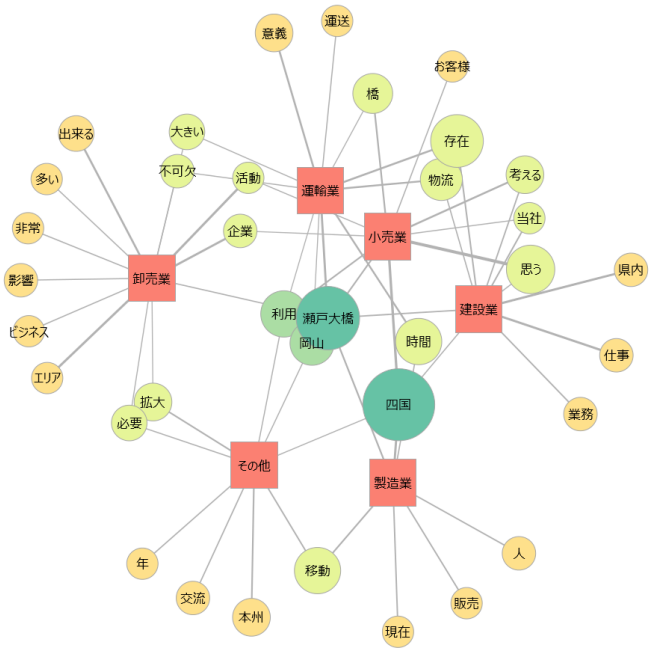 運送
意義
お客様
橋
出来る
大きい
存在
不可欠
活動
物流
考える
多い
運輸業
当社
非常
企業
小売業
思う
県内
影響
卸売業
建設業
利用
瀬戸大橋
ビジネス
岡山
時間
仕事
エリア
拡大
四国
業務
必要
その他
製造業
年
移動
人
交流
本州
販売
現在